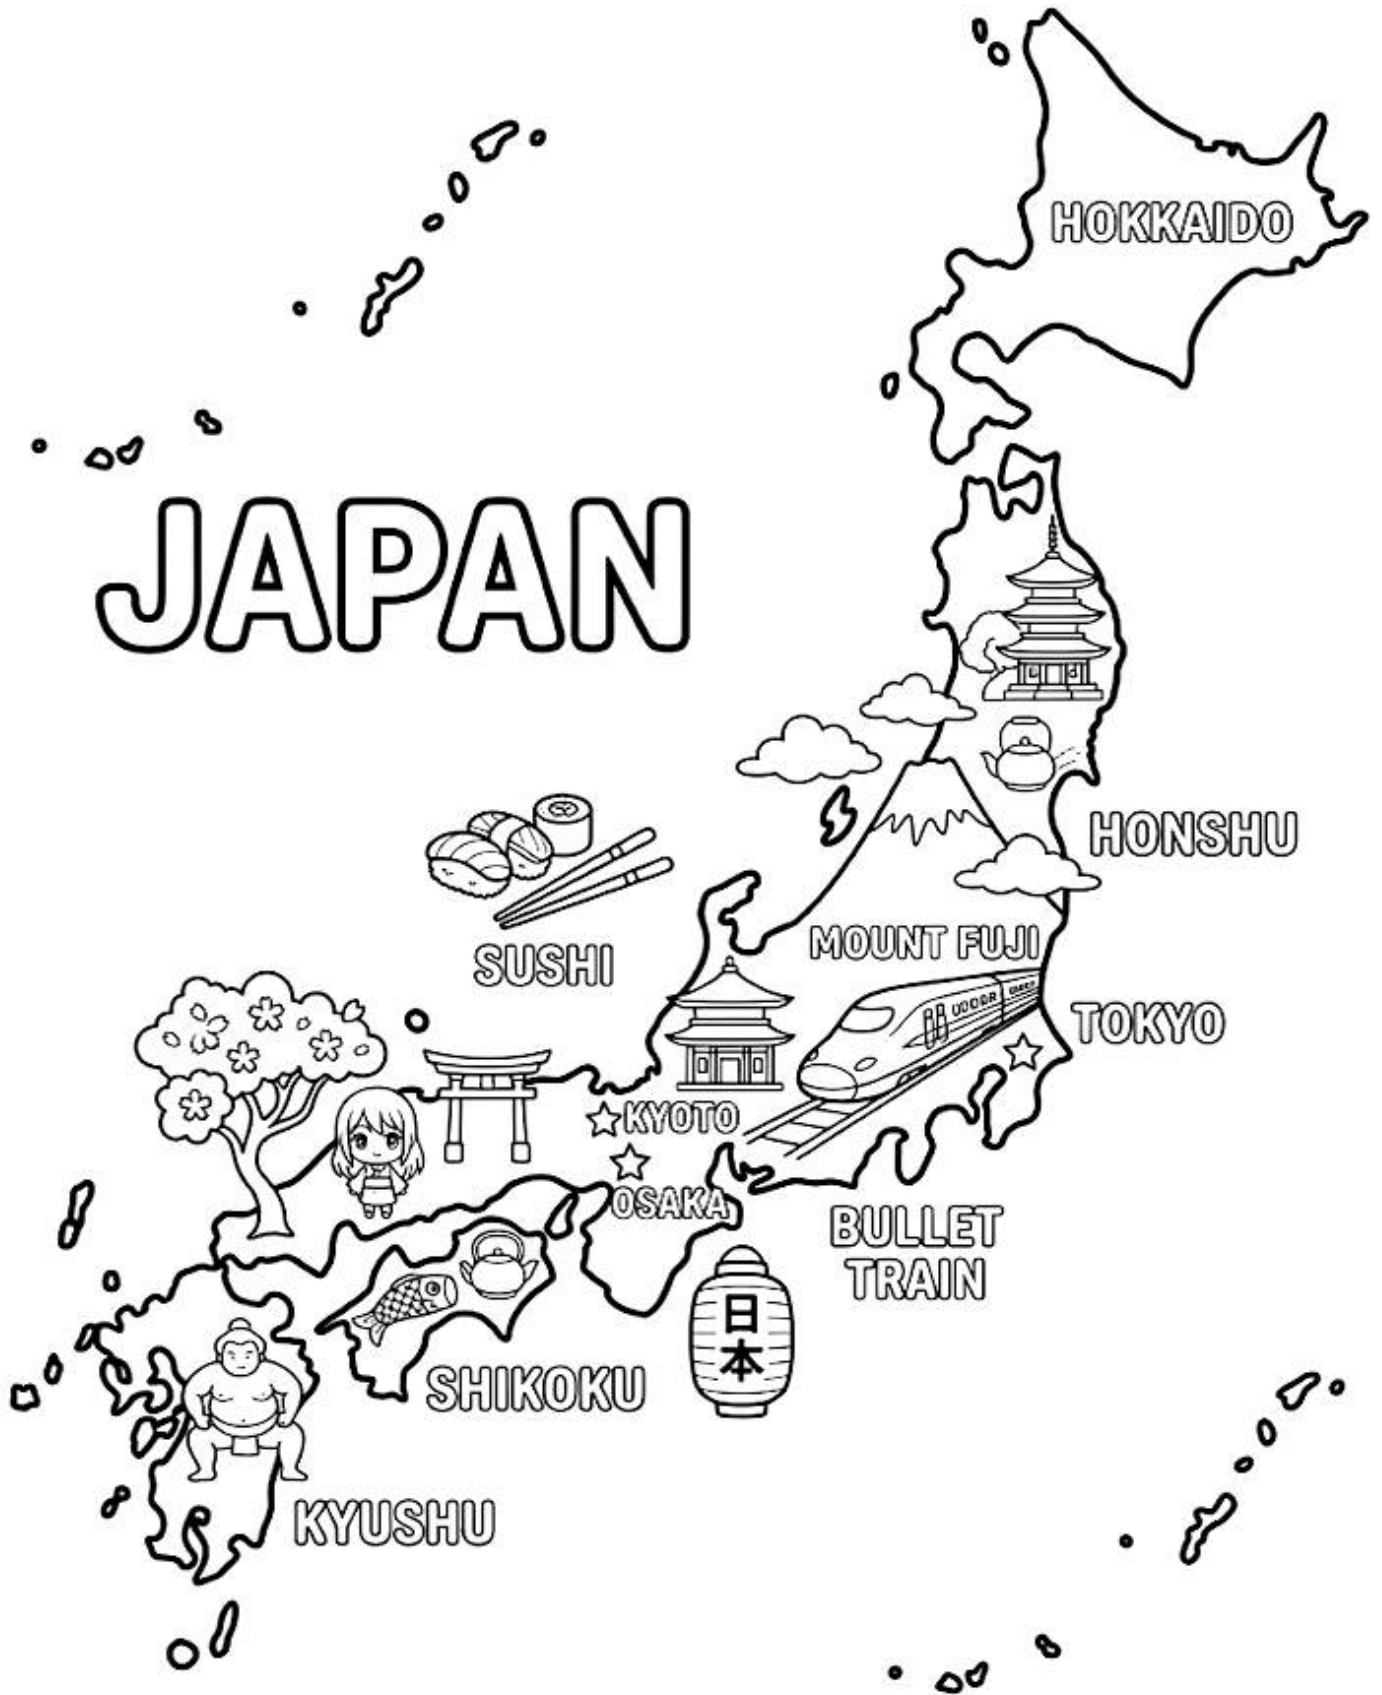 HOKKAIDO
JAPAN
HONSHU
SUSHI
MOUNT FUJI
TOKYO
KYOTO
OSAKA
BULLET
TRAIN
日
本
SHIKOKU
KYUSHU